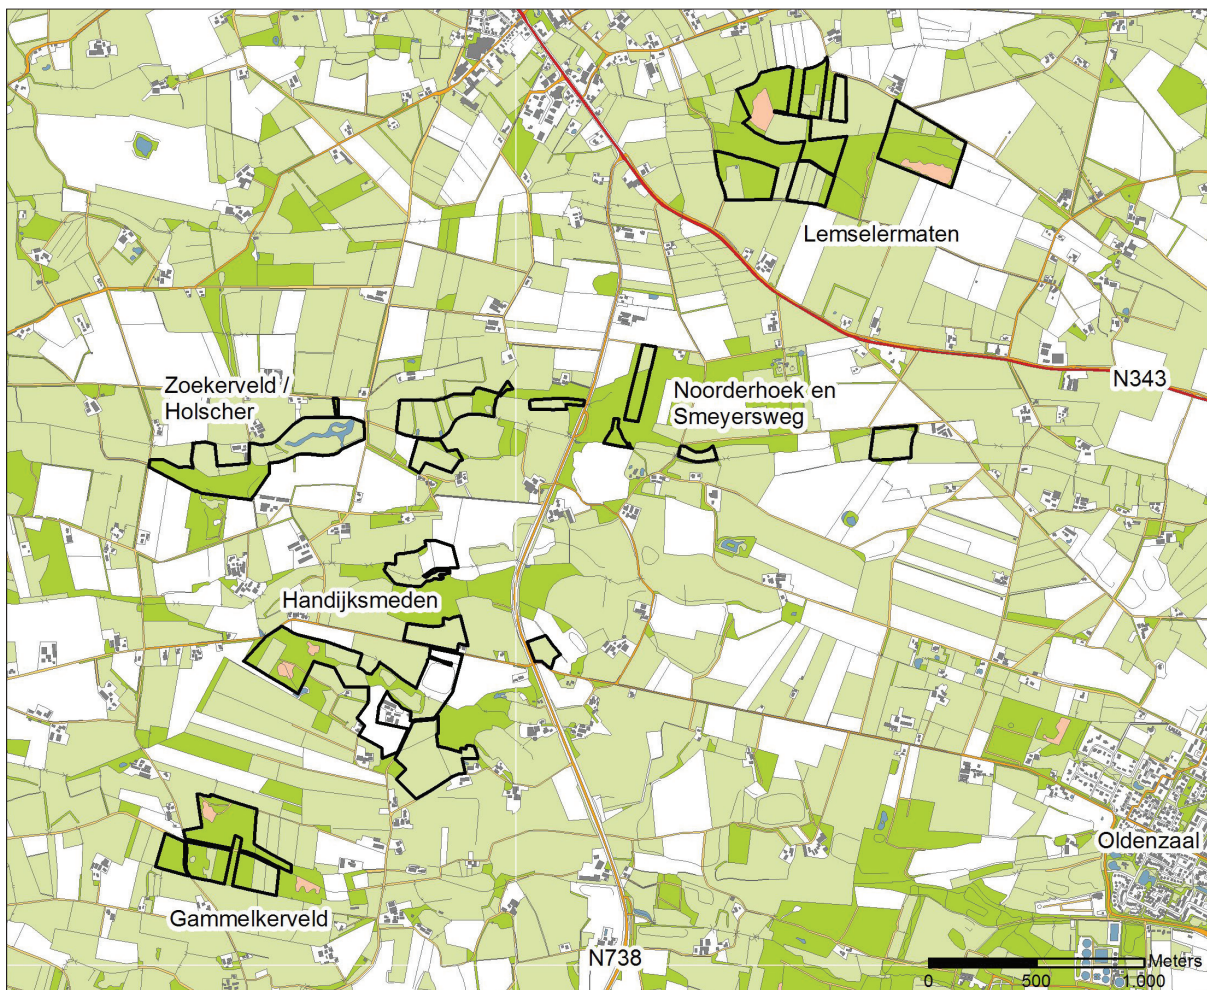 Lemselermaten
N343
Zoekerveld /
Holscher
Noorderhoek en
Smeyersweg
Handijksmeden
Oldenzaal
Gammelkerveld
N738
Meters
0 500 1.000